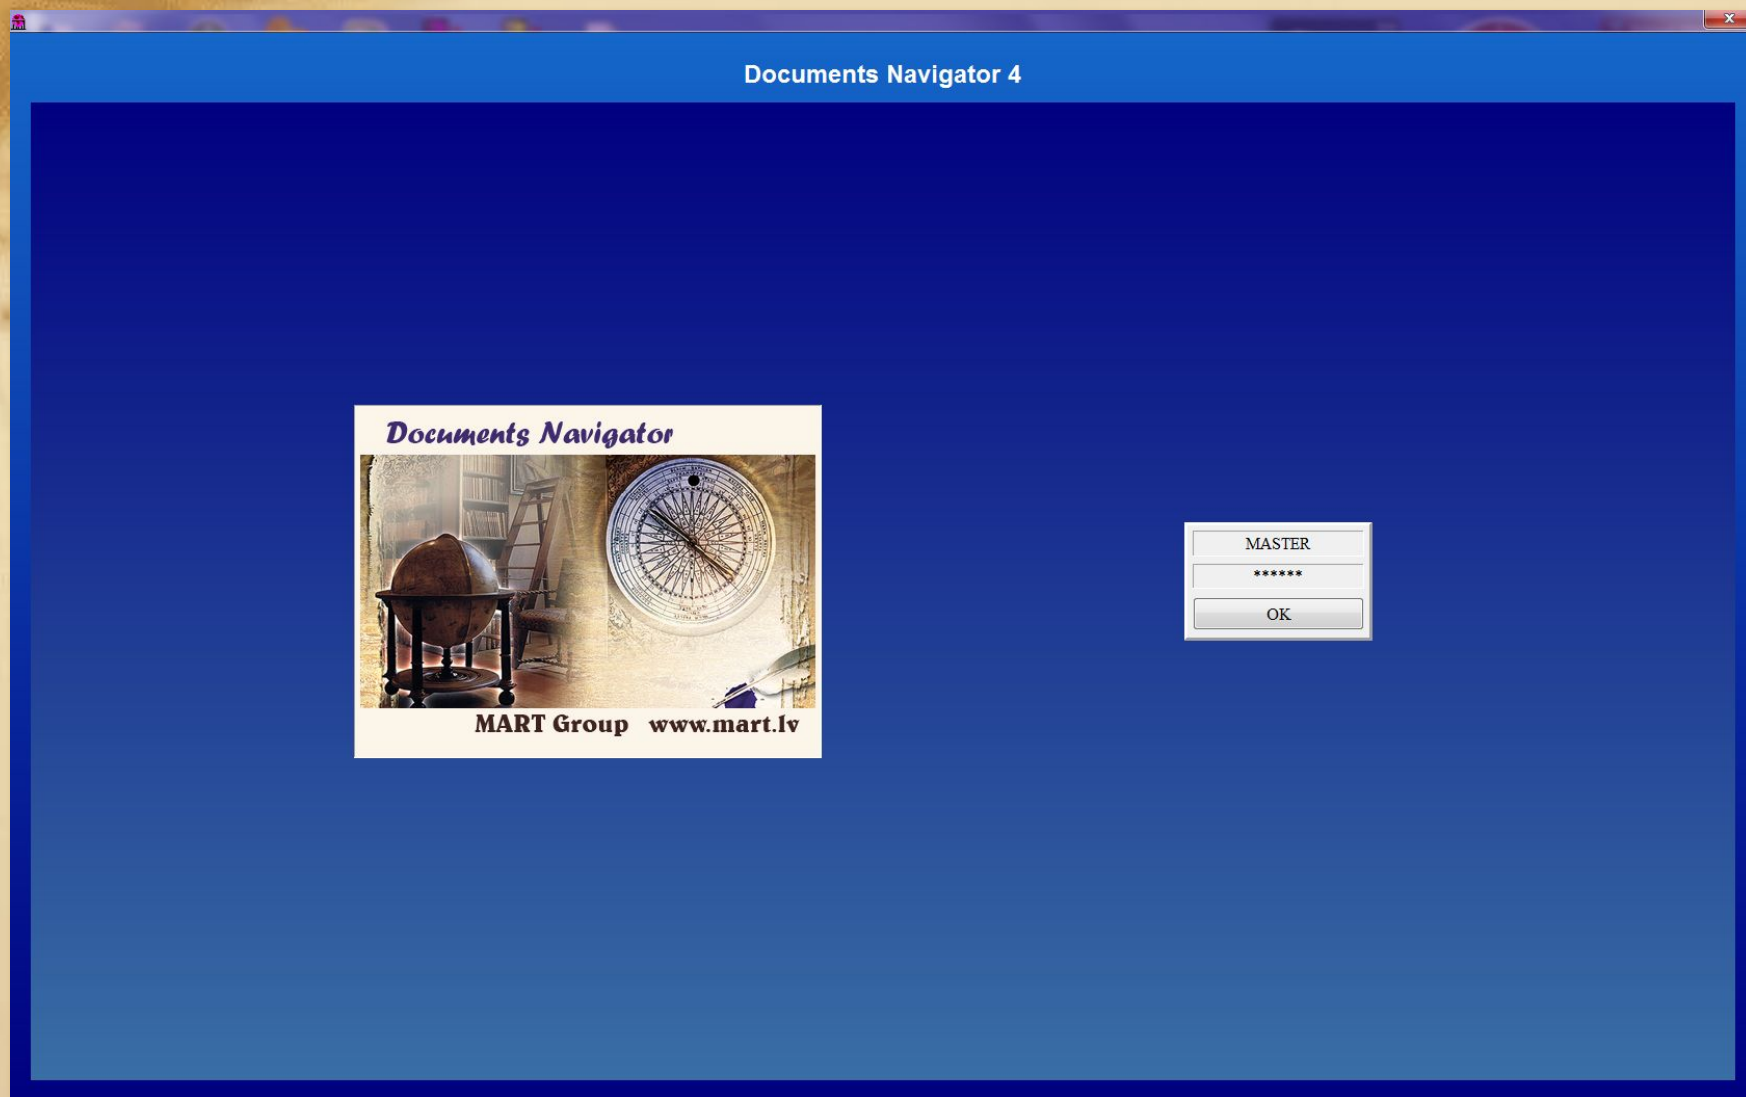 Documents Navigator 4
Documents Navigator
MART Group www.mart.lv
MASTER
******
OK